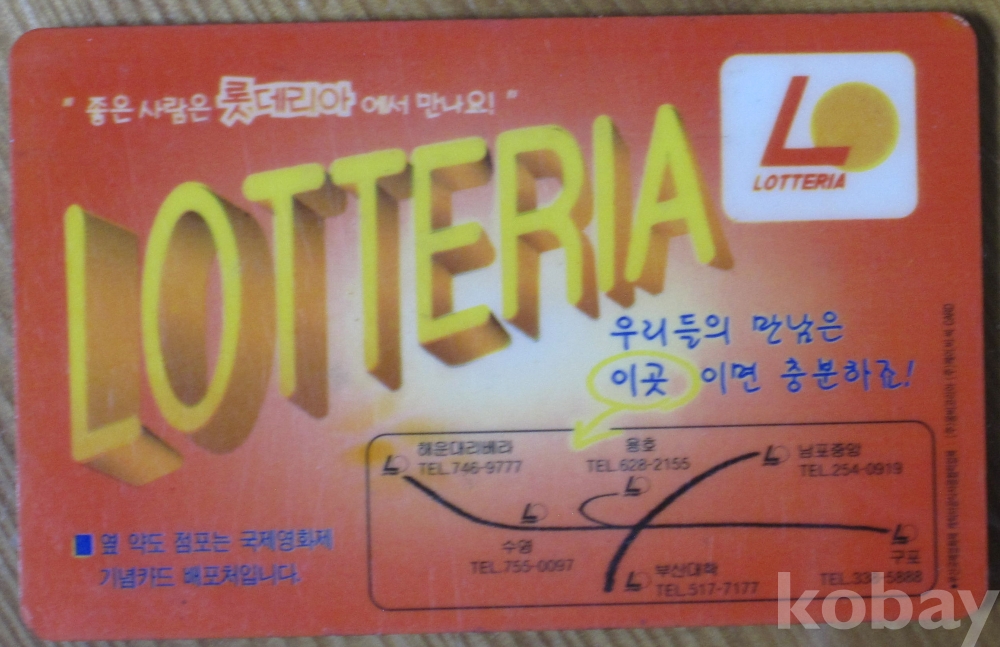 " 좋은 사람은 롯데리아 에서 만나요! "
LOTTERIA
LOTTERIA
우리들의 만남은
이곳 이면 충분하죠!
해운대리베라
TEL.746-9777
용호
TEL.628-2155
남포중앙
TEL.254-0919
수영
TEL.755-0097
부산대학
TEL.517-7177
구포
TEL.338-5888
■ 옆 약도 점포는 국제영화제
기념카드 배포처입니다.
kobay